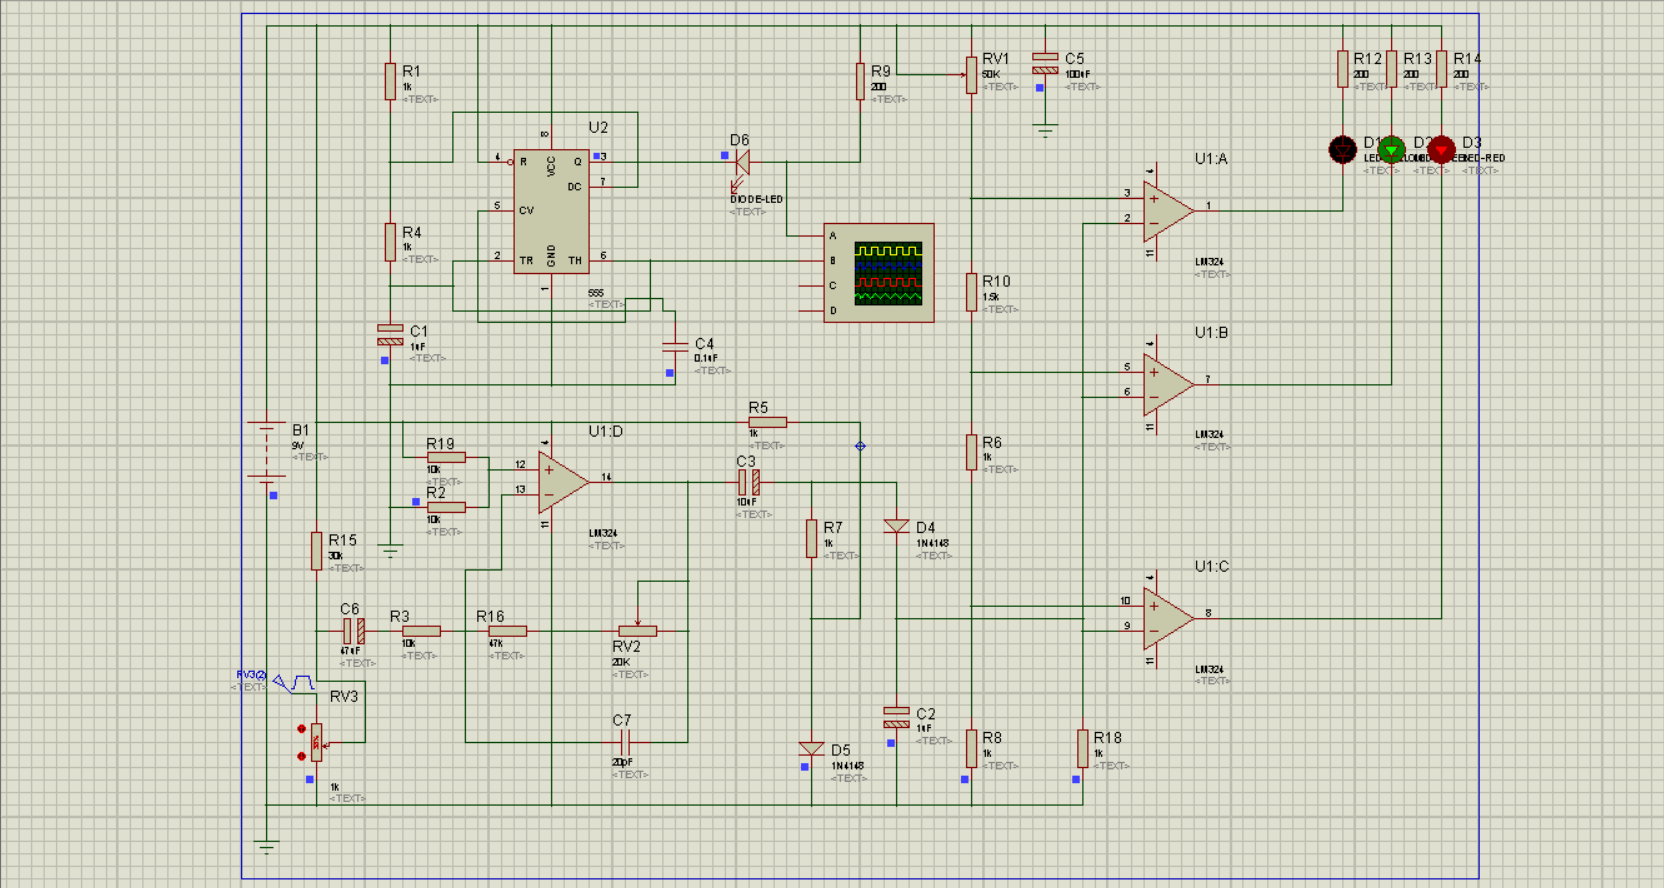 R1
1k
<TEXT>
R4
1k
<TEXT>
C1
1uF
<TEXT>
U2
4
R
8
VCC
Q
3
DC
7
5
CV
2
TR
GND
TH
6
1
555
<TEXT>
D6
DIODE-LED
<TEXT>
R9
200
<TEXT>
A
B
C
D
C4
0.1uF
<TEXT>
RV1
50K
<TEXT>
C5
100uF
<TEXT>
R10
1.5k
<TEXT>
R6
1k
<TEXT>
U1:A
3
2
1
4
11
LM324
<TEXT>
U1:B
5
6
7
4
11
LM324
<TEXT>
U1:C
10
9
8
4
11
LM324
<TEXT>
R12
200
<TEXT>
R13
200
<TEXT>
R14
200
<TEXT>
D1
<TEXT>
<TEXT>
D3
LED-RED
<TEXT>
B1
9V
<TEXT>
R19
10k
<TEXT>
R2
10k
<TEXT>
U1:D
12
13
14
4
11
LM324
<TEXT>
R5
1k
<TEXT>
C3
10uF
<TEXT>
R7
1k
<TEXT>
D4
1N4148
<TEXT>
R15
30k
<TEXT>
C6
47uF
<TEXT>
R3
10k
<TEXT>
R16
47k
<TEXT>
RV2
20K
<TEXT>
RV3(2)
<TEXT>
RV3
1k
<TEXT>
C7
20pF
<TEXT>
D5
1N4148
<TEXT>
C2
1uF
<TEXT>
R8
1k
<TEXT>
R18
1k
<TEXT>